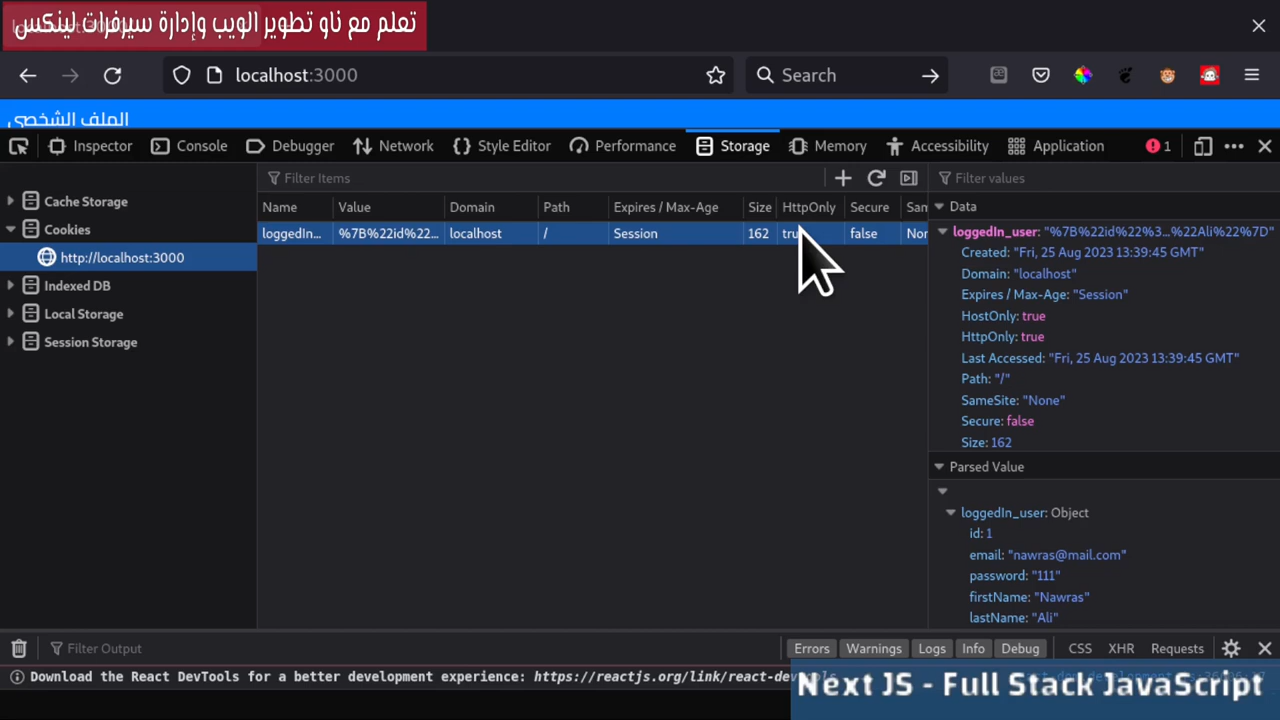 تعلم مع ناو تطوير الويب وإدارة سيرفرات لينكس
localhost:3000
Search
الملف الشخصي
Inspector
Console
Debugger
Network
Style Editor
Performance
Storage
Memory
Accessibility
Application
1
Filter Items
Filter values
Cache Storage
Cookies
http://localhost:3000
Indexed DB
Local Storage
Session Storage
Name Value Domain Path Expires / Max-Age Size HttpOnly Secure Sam
loggedIn... %7B%22id%22... localhost / Session 162 false Non
Data
loggedIn_user: "%7B%22id%22%3...%22Ali%22%7D"
Created: "Fri, 25 Aug 2023 13:39:45 GMT"
Domain: "localhost"
Expires / Max-Age: "Session"
HostOnly: true
HttpOnly: true
Last Accessed: "Fri, 25 Aug 2023 13:39:45 GMT"
Path: "/"
SameSite: "None"
Secure: false
Size: 162
Parsed Value
loggedIn_user: Object
id: 1
email: "nawras@mail.com"
password: "111"
firstName: "Nawras"
lastName: "Ali"
Filter Output
Errors
Warnings
Logs
Info
Debug
CSS
XHR
Requests
Download the React DevTools for a better development experience: https://reactjs.org/link/react-devtools
Next JS - Full Stack JavaScript